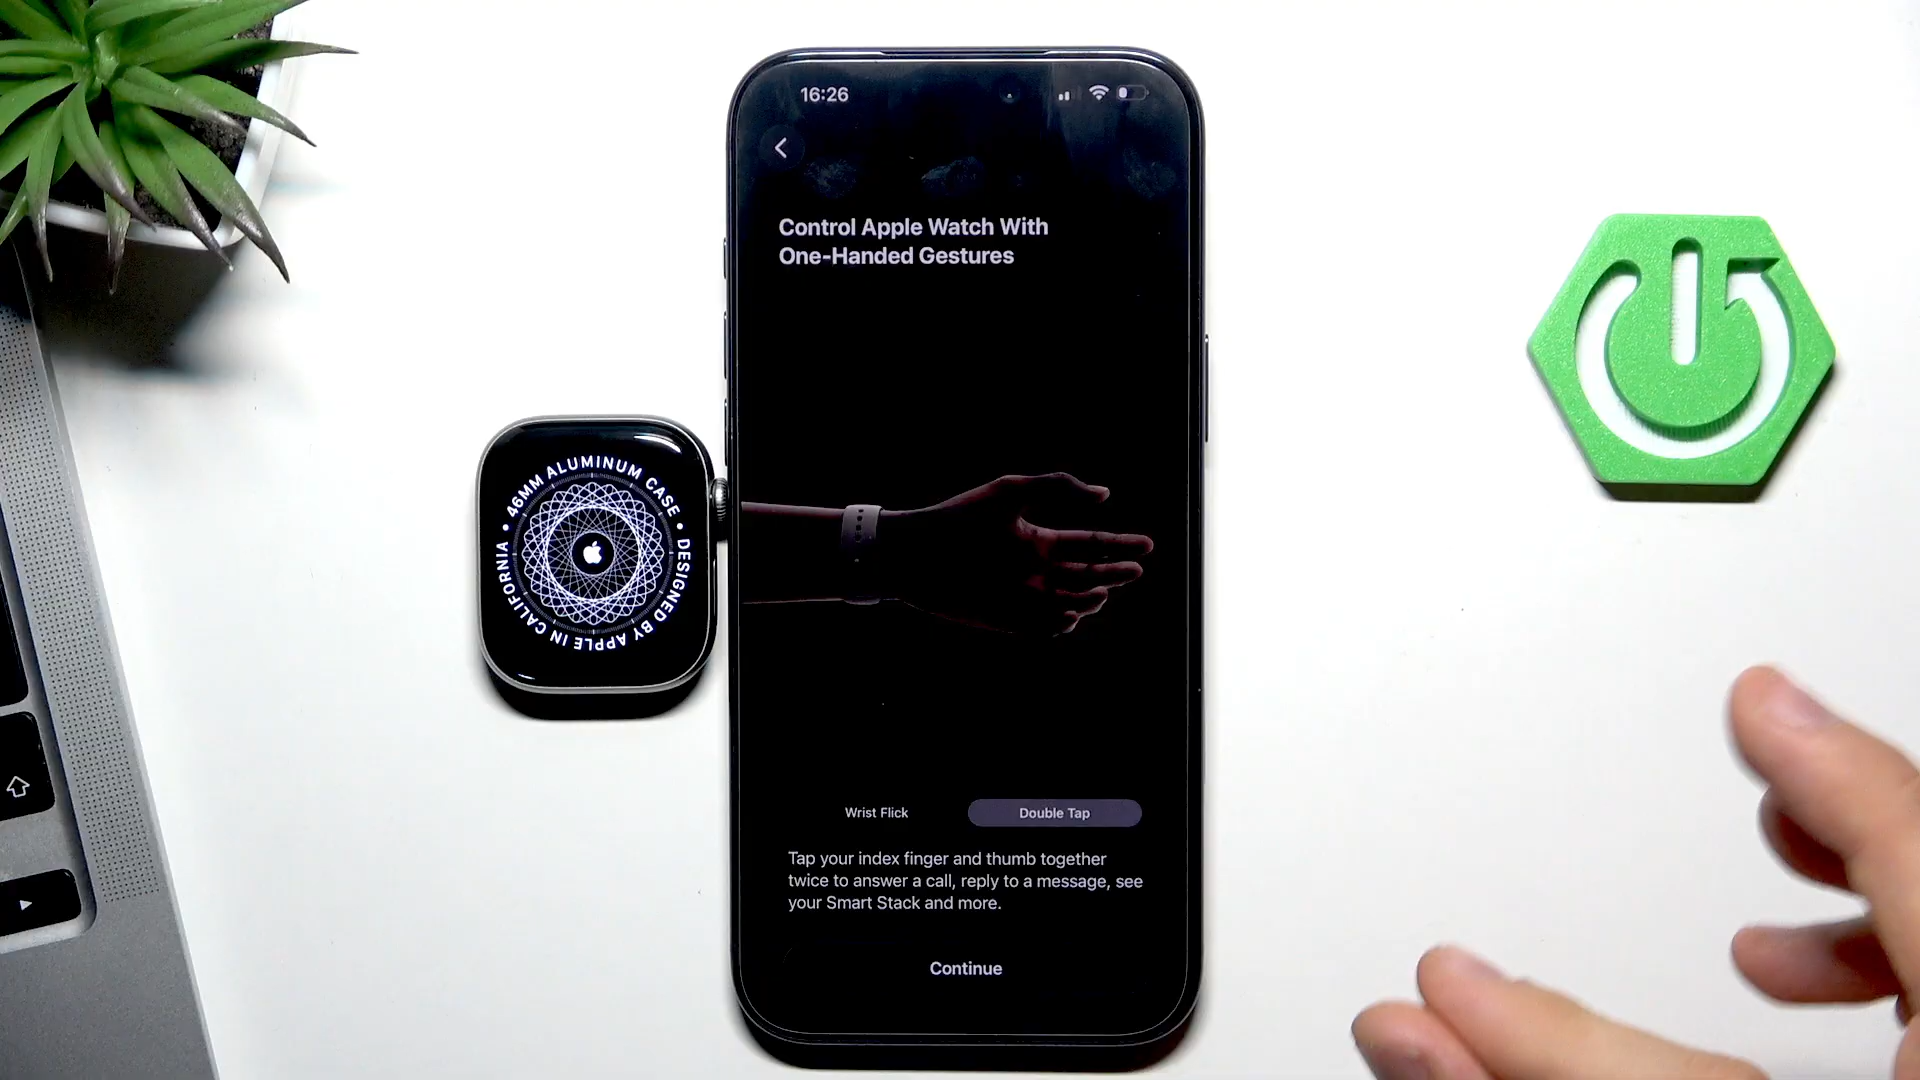 16:26
Control Apple Watch With
One-Handed Gestures
46MM ALUMINUM CASE • DESIGNED BY APPLE IN CALIFORNIA •
Wrist Flick
Double Tap
Tap your index finger and thumb together
twice to answer a call, reply to a message, see
your Smart Stack and more.
Continue